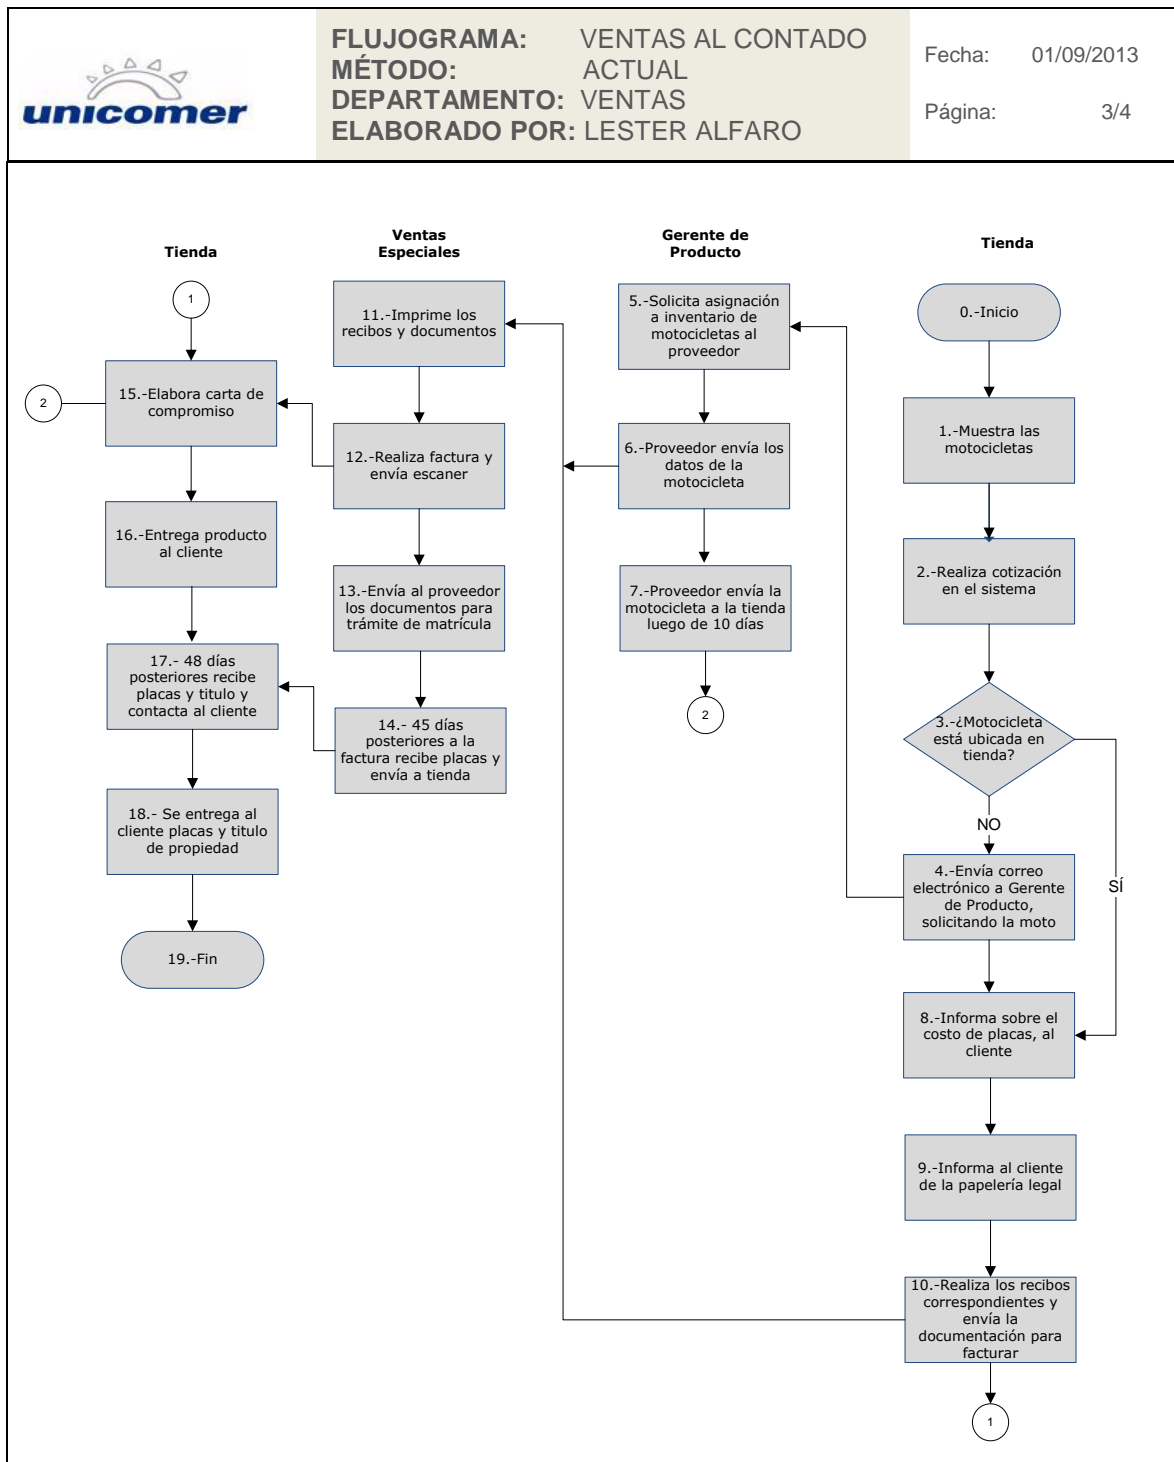 unicomer
FLUJOGRAMA: VENTAS AL CONTADO
MÉTODO: ACTUAL
DEPARTAMENTO: VENTAS
ELABORADO POR: LESTER ALFARO
Fecha: 01/09/2013
Página: 3/4
Tienda
Ventas
Especiales
Gerente de
Producto
Tienda
1
15.-Elabora carta de
compromiso
2
16.-Entrega producto
al cliente
17.- 48 días
posteriores recibe
placas y titulo y
contacta al cliente
18.- Se entrega al
cliente placas y titulo
de propiedad
19.-Fin
11.-Imprime los
recibos y documentos
12.-Realiza factura y
envía escaner
13.-Envía al proveedor
los documentos para
trámite de matrícula
14.- 45 días
posteriores a la
factura recibe placas y
envía a tienda
5.-Solicita asignación
a inventario de
motocicletas al
proveedor
6.-Proveedor envía los
datos de la
motocicleta
7.-Proveedor envía la
motocicleta a la tienda
luego de 10 días
2
0.-Inicio
1.-Muestra las
motocicletas
2.-Realiza cotización
en el sistema
3.-¿Motocicleta
está ubicada en
tienda?
NO
SÍ
4.-Envía correo
electrónico a Gerente
de Producto,
solicitando la moto
8.-Informa sobre el
costo de placas, al
cliente
9.-Informa al cliente
de la papelería legal
10.-Realiza los recibos
correspondientes y
envía la
documentación para
facturar
1